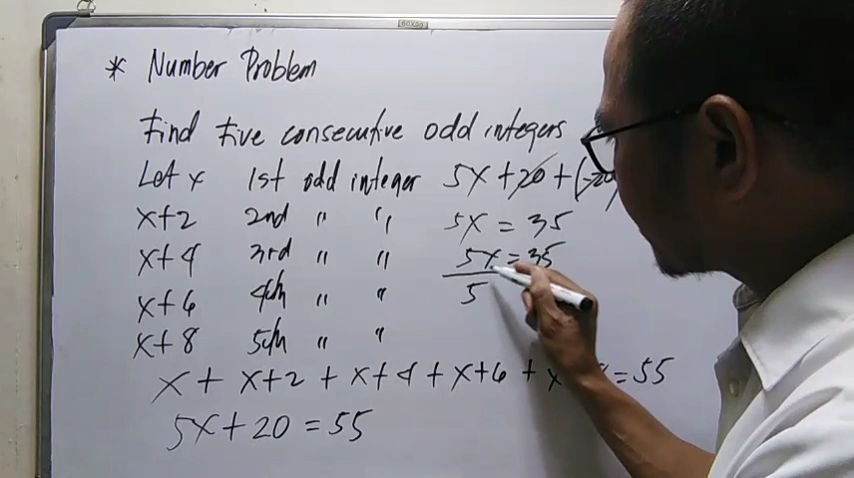 * Number Problem
Find Five consecutive odd integers
Let x 1st odd integer
x+2 2nd " "
x+4 3rd " "
x+6 4th " "
x+8 5th " "
5x + 20 + (-20
5x = 35
5x = 35
5
x + x+2 + x+4 + x+6 + x = 55
5x + 20 = 55